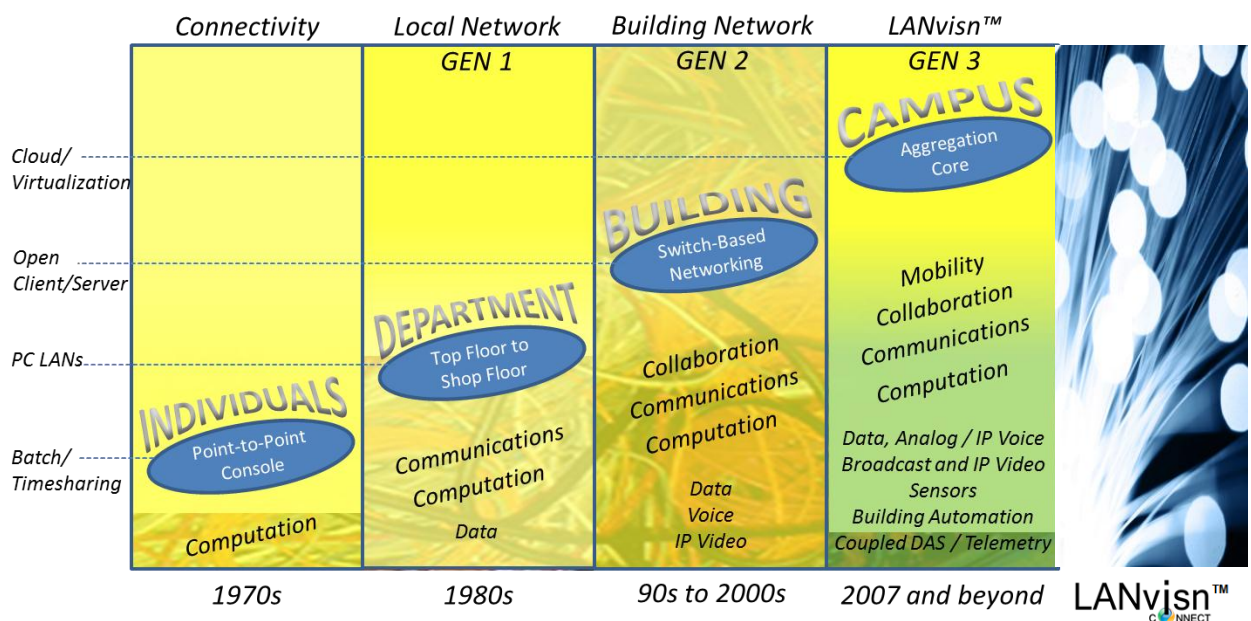 Connectivity
Local Network
Building Network
LANvisn™
GEN 1
GEN 2
GEN 3
Cloud/
Virtualization
Open
Client/Server
PC LANs
Batch/
Timesharing
INDIVIDUALS
Point-to-Point
Console
Computation
DEPARTMENT
Top Floor to
Shop Floor
Communications
Computation
Data
BUILDING
Switch-Based
Networking
Collaboration
Communications
Computation
Data
Voice
IP Video
CAMPUS
Aggregation
Core
Mobility
Collaboration
Communications
Computation
Data, Analog / IP Voice
Broadcast and IP Video
Sensors
Building Automation
Coupled DAS / Telemetry
1970s
1980s
90s to 2000s
2007 and beyond
LANvisn™
CONNECT